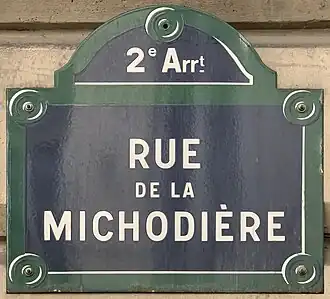 2e Arrt
RUE
DE LA
MICHODIÈRE